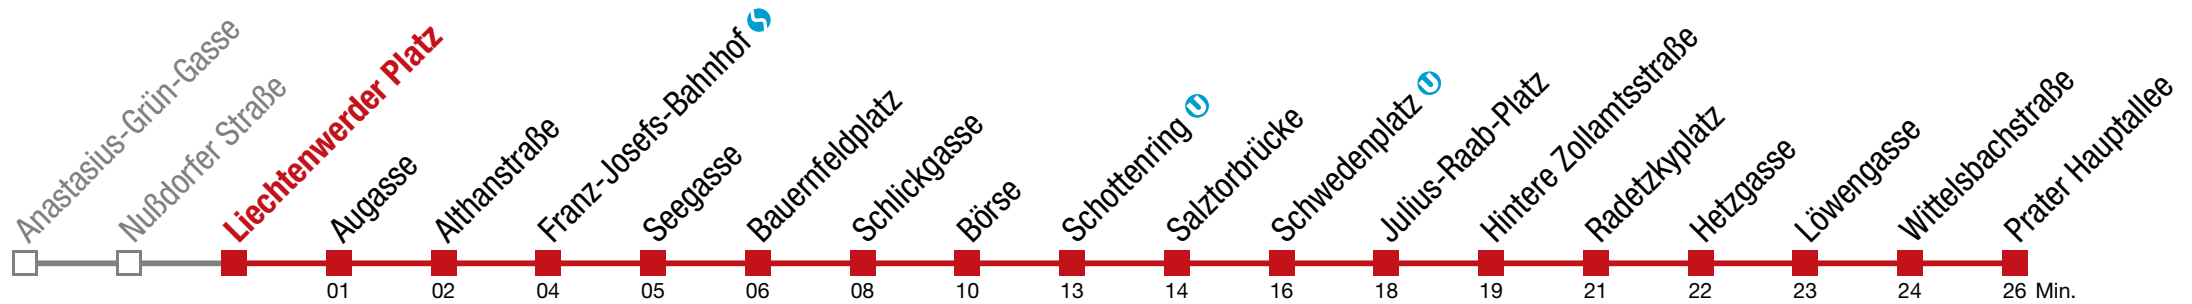 Anastasius-Grün-Gasse
Nußdorfer Straße
Liechtenwerder Platz
Augasse
Althanstraße
Franz-Josefs-Bahnhof S
Seegasse
Bauernfeldplatz
Schlickgasse
Börse
Schottenring U
Salztorbrücke
Schwedenplatz U
Julius-Raab-Platz
Hintere Zollamtsstraße
Radetzkyplatz
Hetzgasse
Löwengasse
Wittelsbachstraße
Prater Hauptallee
01 02 04 05 06 08 10 13 14 16 18 19 21 22 23 24 26 Min.